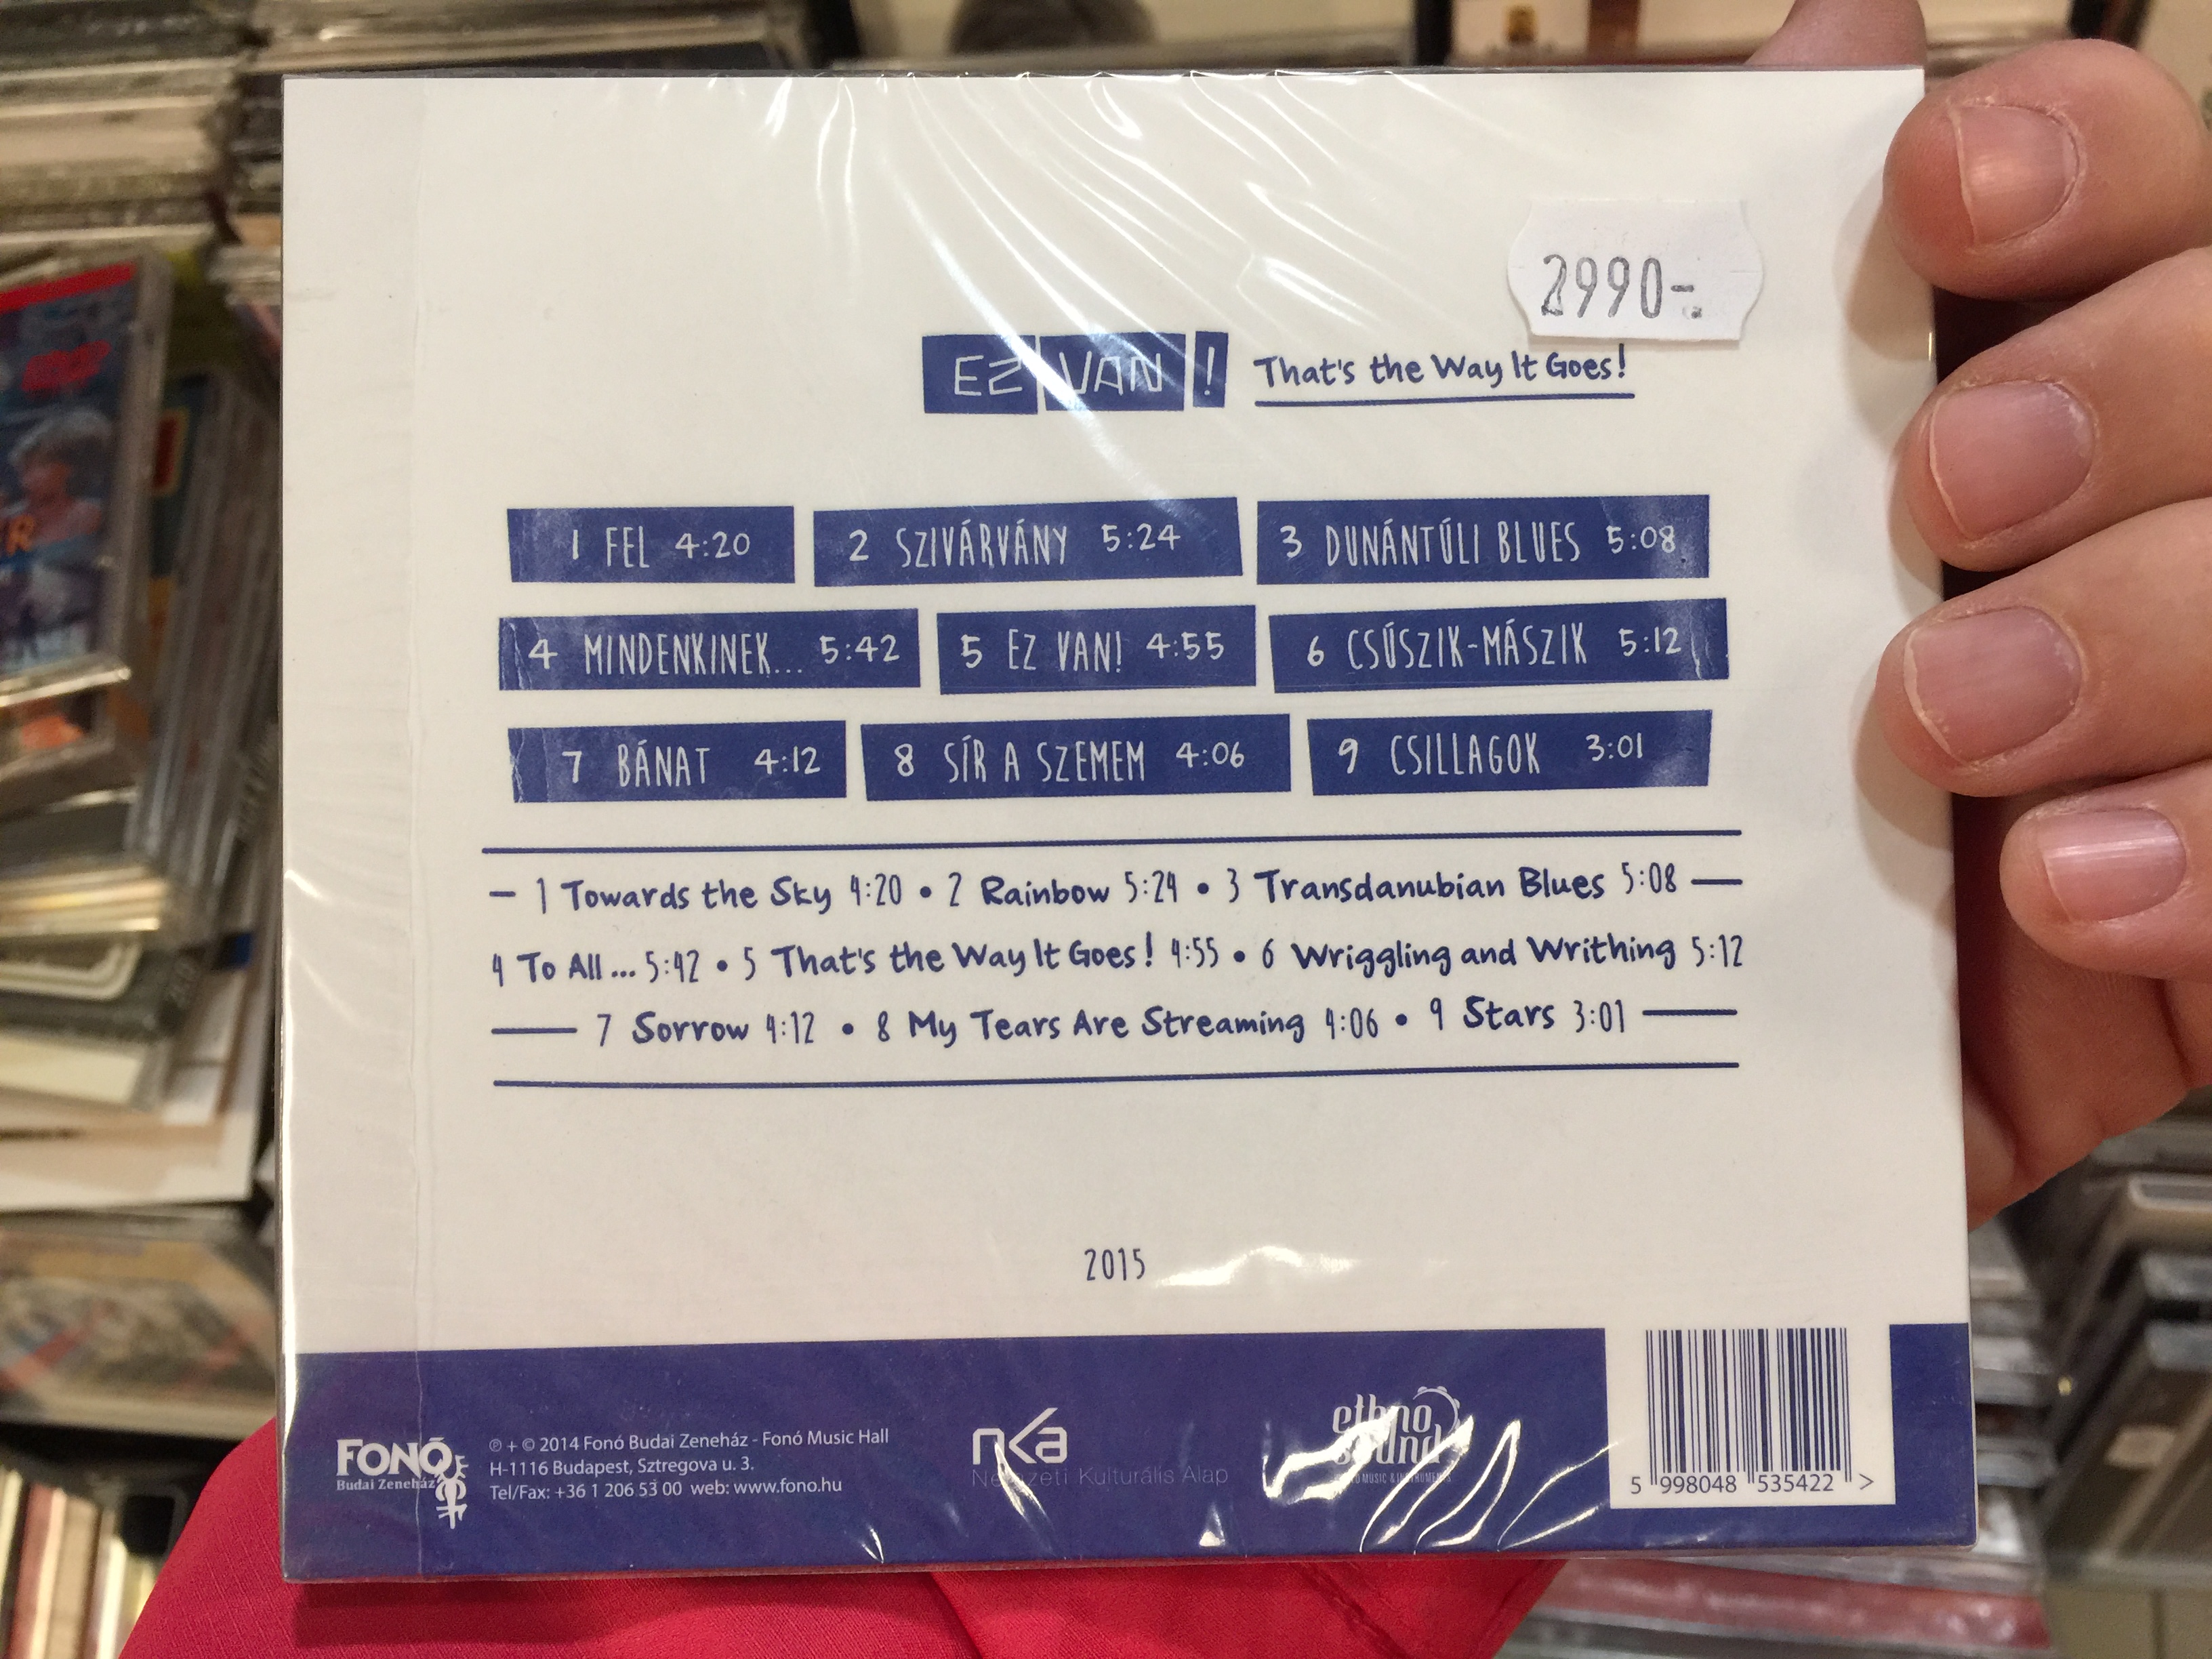 2990-.
EZ VAN! That's the Way It Goes!
1 FEL 4:20 2 SZIVÁRVÁNY 5:24 3 DUNÁNTÚLI BLUES 5:08
4 MINDENKINEK... 5:42 5 EZ VAN! 4:55 6 CSÚSZIK-MÁSZIK 5:12
7 BÁNAT 4:12 8 SÍR A SZEMEM 4:06 9 CSILLAGOK 3:01
— 1 Towards the Sky 4:20 • 2 Rainbow 5:24 • 3 Transdanubian Blues 5:08 —
4 To All... 5:42 • 5 That's the Way It Goes! 4:55 • 6 Wriggling and Writhing 5:12
— 7 Sorrow 4:12 • 8 My Tears Are Streaming 4:06 • 9 Stars 3:01 —
2015
FONÓ
Budai Zeneház
℗ + © 2014 Fonó Budai Zeneház - Fonó Music Hall
H-1116 Budapest, Sztregova u. 3.
Tel/Fax: +36 1 206 53 00 web: www.fono.hu
nka
Nemzeti Kulturális Alap
ethno
sound
5 998048 535422 >